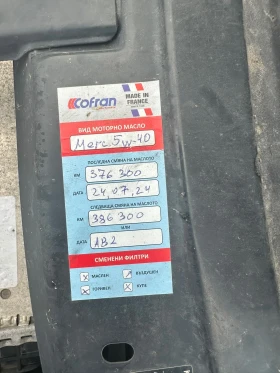 Cofran
MADE IN
FRANCE
ВИД МОТОРНО МАСЛО
Merc 5w-40
ПОСЛЕДНА СМЯНА НА МАСЛОТО
КМ 376 300
ДАТА 24.07.24
СЛЕДВАЩА СМЯНА НА МАСЛОТО
КМ 386 300
ИЛИ
ДАТА
СМЕНЕНИ ФИЛТРИ
МАСЛЕН ВЪЗДУШЕН
ГОРИВЕН КУПЕ